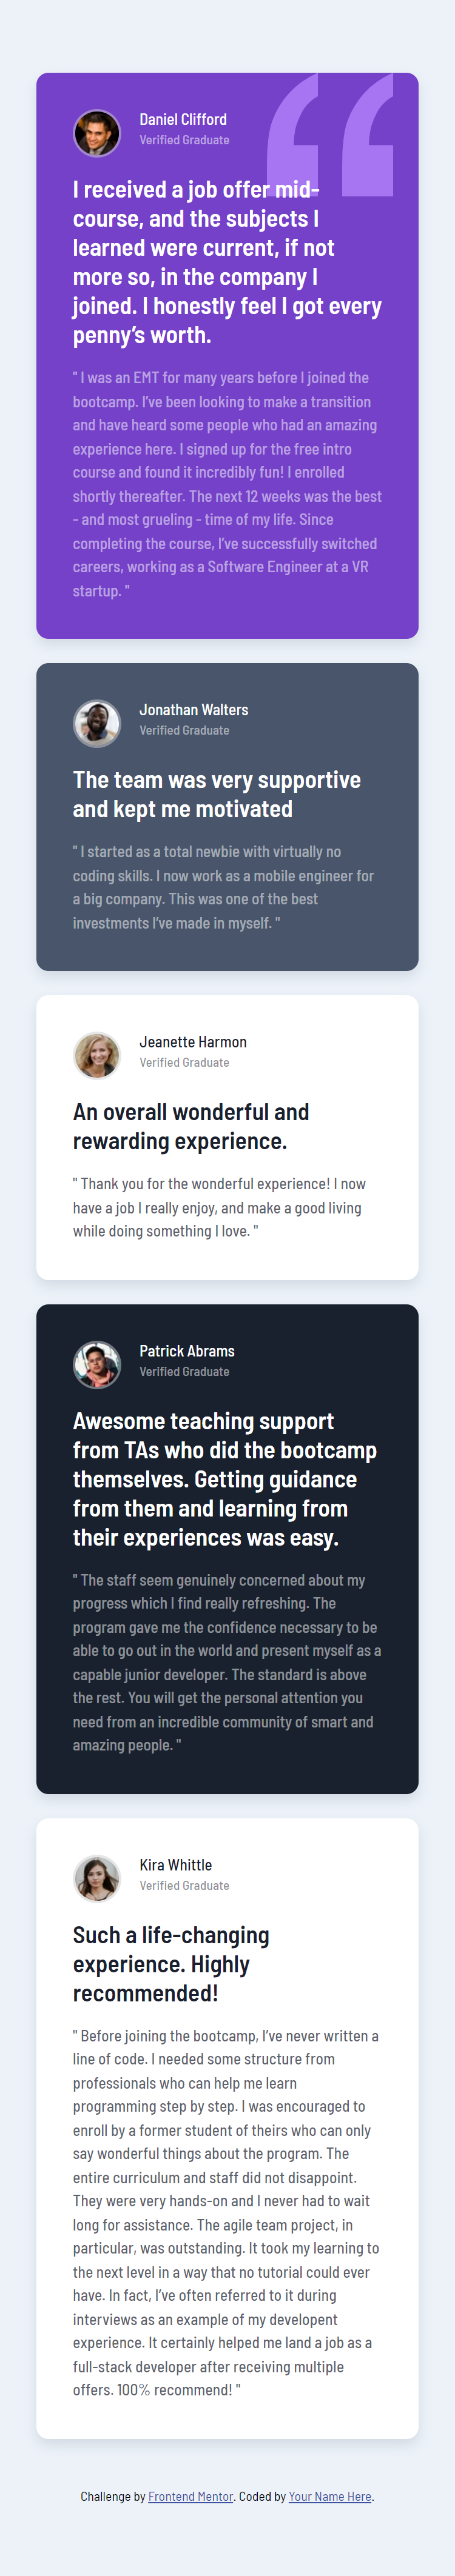 Daniel Clifford
Verified Graduate
I received a job offer mid-
course, and the subjects I
learned were current, if not
more so, in the company I
joined. I honestly feel I got every
penny’s worth.
" I was an EMT for many years before I joined the
bootcamp. I’ve been looking to make a transition
and have heard some people who had an amazing
experience here. I signed up for the free intro
course and found it incredibly fun! I enrolled
shortly thereafter. The next 12 weeks was the best
- and most grueling - time of my life. Since
completing the course, I’ve successfully switched
careers, working as a Software Engineer at a VR
startup. "
Jonathan Walters
Verified Graduate
The team was very supportive
and kept me motivated
" I started as a total newbie with virtually no
coding skills. I now work as a mobile engineer for
a big company. This was one of the best
investments I’ve made in myself. "
Jeanette Harmon
Verified Graduate
An overall wonderful and
rewarding experience.
" Thank you for the wonderful experience! I now
have a job I really enjoy, and make a good living
while doing something I love. "
Patrick Abrams
Verified Graduate
Awesome teaching support
from TAs who did the bootcamp
themselves. Getting guidance
from them and learning from
their experiences was easy.
" The staff seem genuinely concerned about my
progress which I find really refreshing. The
program gave me the confidence necessary to be
able to go out in the world and present myself as a
capable junior developer. The standard is above
the rest. You will get the personal attention you
need from an incredible community of smart and
amazing people. "
Kira Whittle
Verified Graduate
Such a life-changing
experience. Highly
recommended!
" Before joining the bootcamp, I’ve never written a
line of code. I needed some structure from
professionals who can help me learn
programming step by step. I was encouraged to
enroll by a former student of theirs who can only
say wonderful things about the program. The
entire curriculum and staff did not disappoint.
They were very hands-on and I never had to wait
long for assistance. The agile team project, in
particular, was outstanding. It took my learning to
the next level in a way that no tutorial could ever
have. In fact, I’ve often referred to it during
interviews as an example of my developent
experience. It certainly helped me land a job as a
full-stack developer after receiving multiple
offers. 100% recommend! "
Challenge by Frontend Mentor. Coded by Your Name Here.